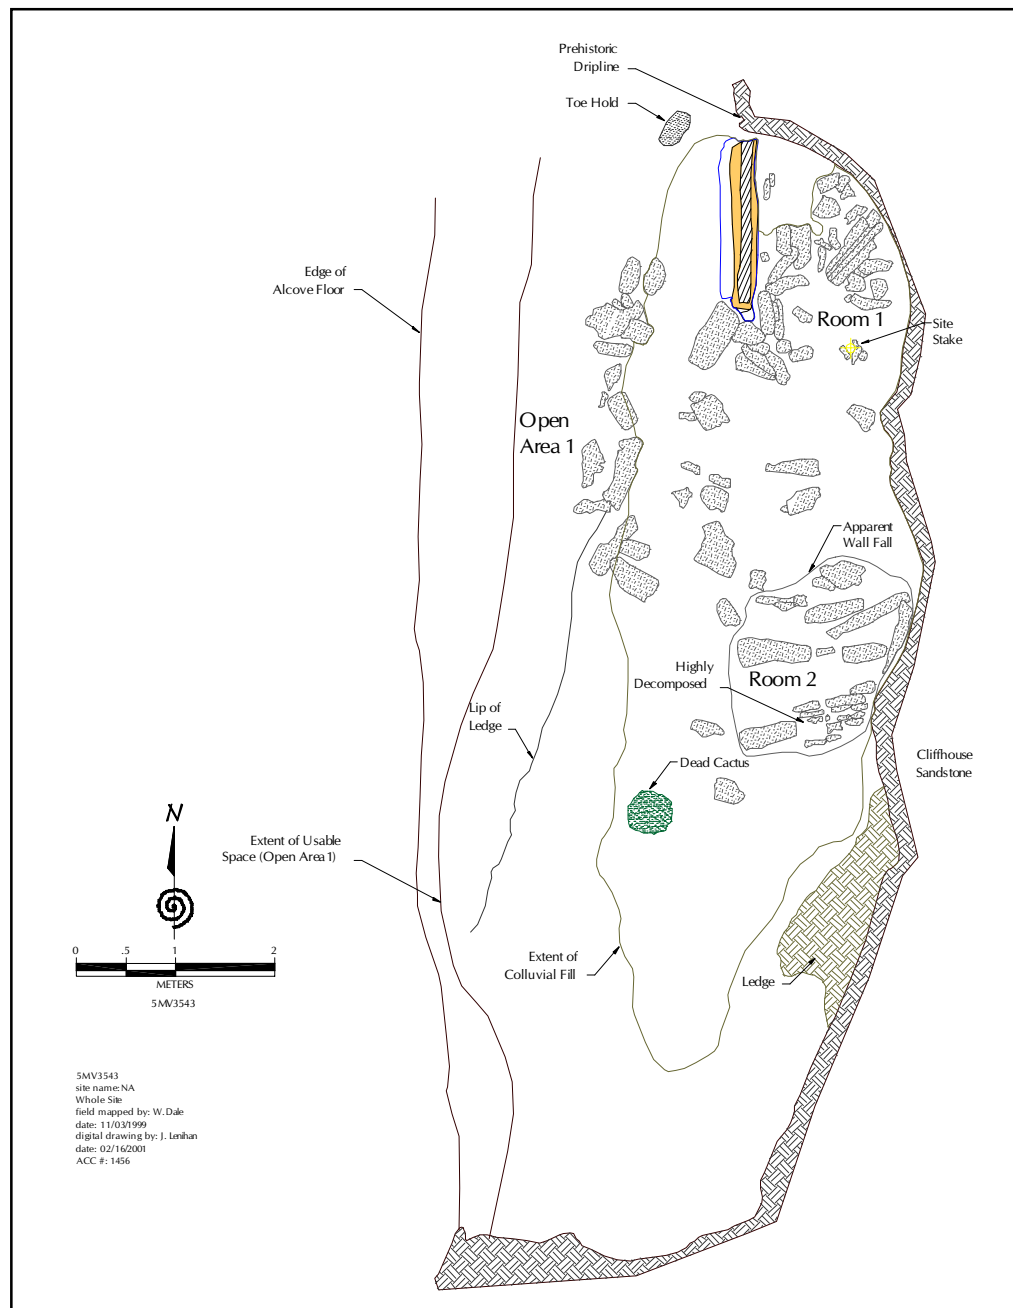 Prehistoric
Dripline
Toe Hold
Edge of
Alcove Floor
Room 1
Site
Stake
Open
Area 1
Apparent
Wall Fall
Highly
Decomposed
Room 2
Lip of
Ledge
Dead Cactus
Cliffhouse
Sandstone
N
Extent of Usable
Space (Open Area 1)
Extent of
Colluvial Fill
Ledge
0 .5 1 2
METERS
5MV3543
5MV3543
site name: NA
Whole Site
field mapped by: W. Dale
date: 11/03/1999
digital drawing by: J. Lenihan
date: 02/16/2001
ACC #: 1456